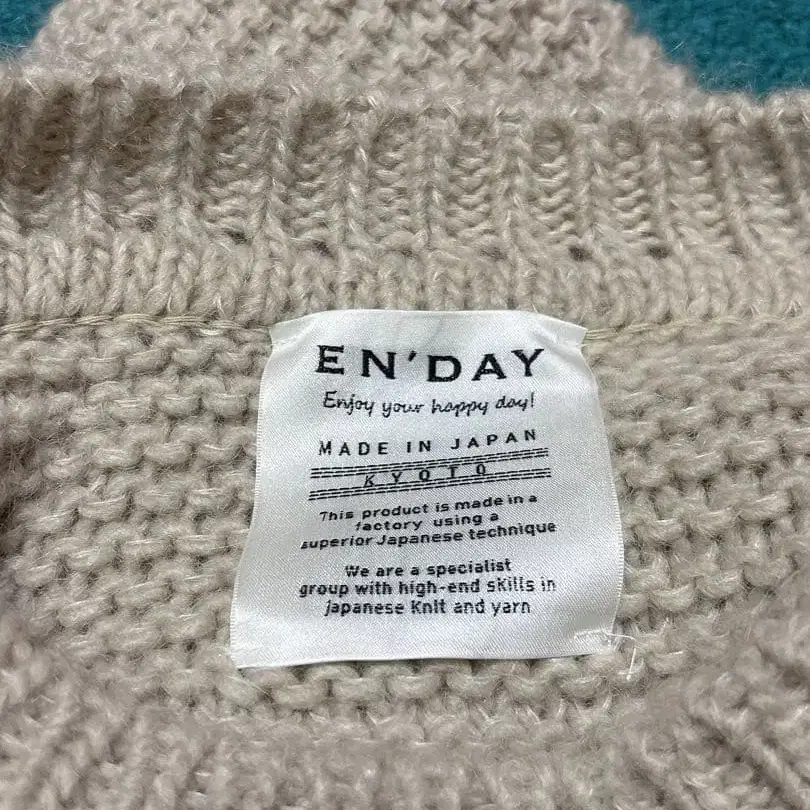 EN'DAY
Enjoy your happy day!
MADE IN JAPAN
KYOTO
This product is made in a
factory using a
superior Japanese technique
We are a specialist
group with high-end skills in
japanese Knit and yarn